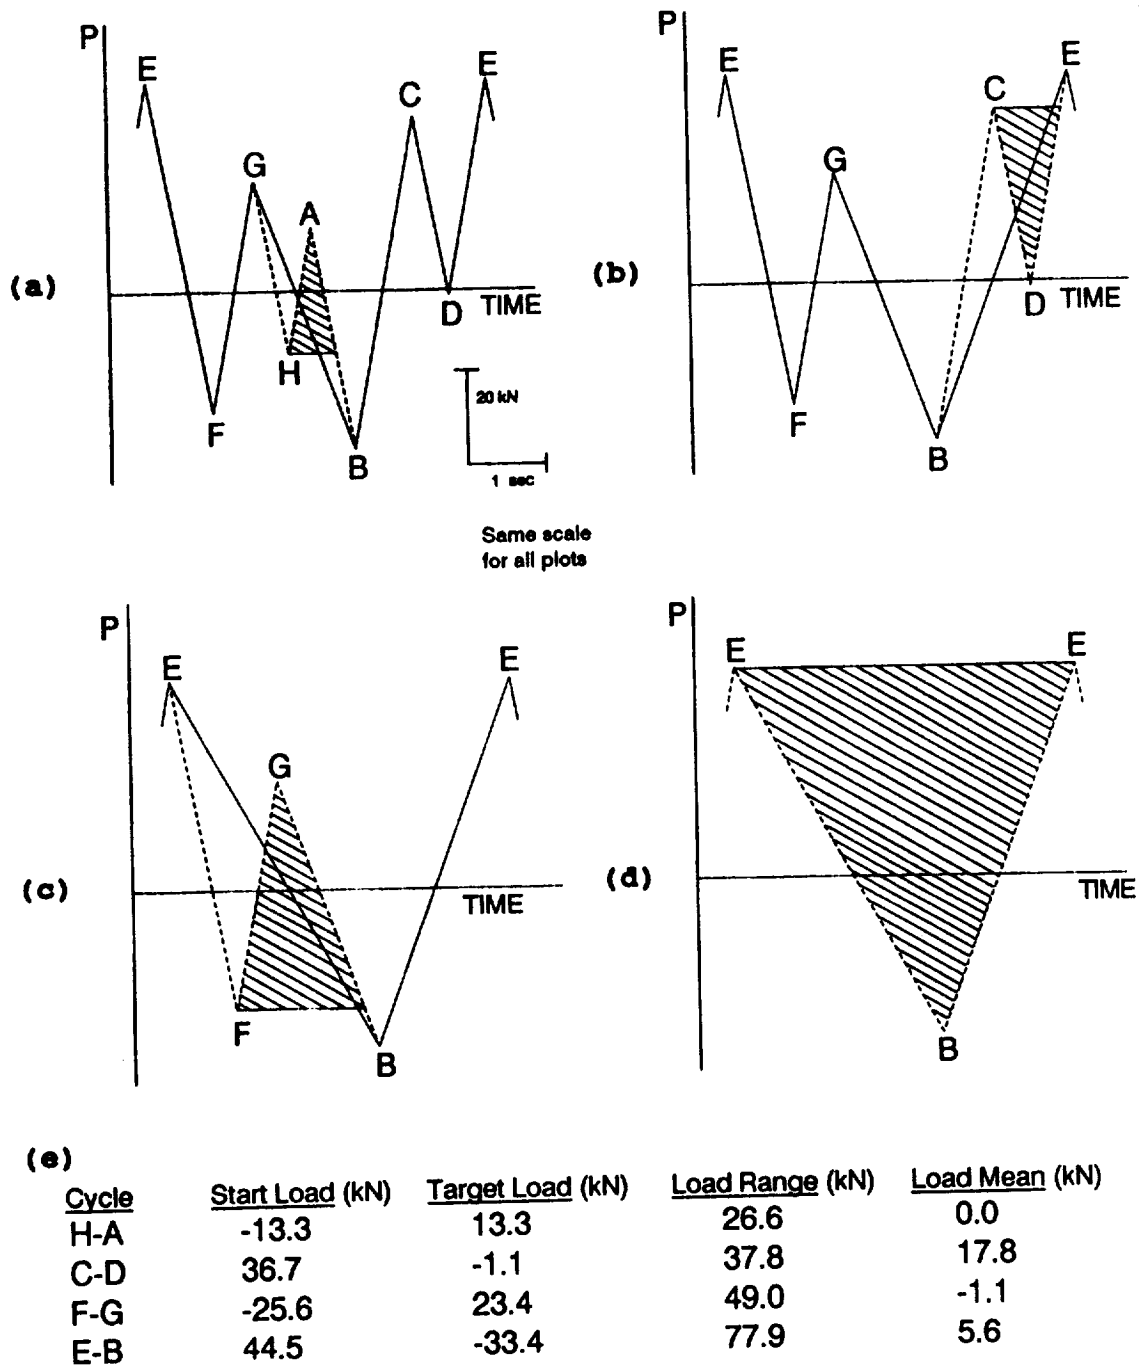 P
E
G
A
C
E
(a)
TIME
H
D
F
B
20 kN
1 sec
P
E
G
C
E
(b)
TIME
D
F
B
Same scale
for all plots
P
E
E
G
(c)
TIME
F
B
P
E
E
(d)
TIME
B
(e)
Cycle Start Load (kN) Target Load (kN) Load Range (kN) Load Mean (kN)
H-A -13.3 13.3 26.6 0.0
C-D 36.7 -1.1 37.8 17.8
F-G -25.6 23.4 49.0 -1.1
E-B 44.5 -33.4 77.9 5.6